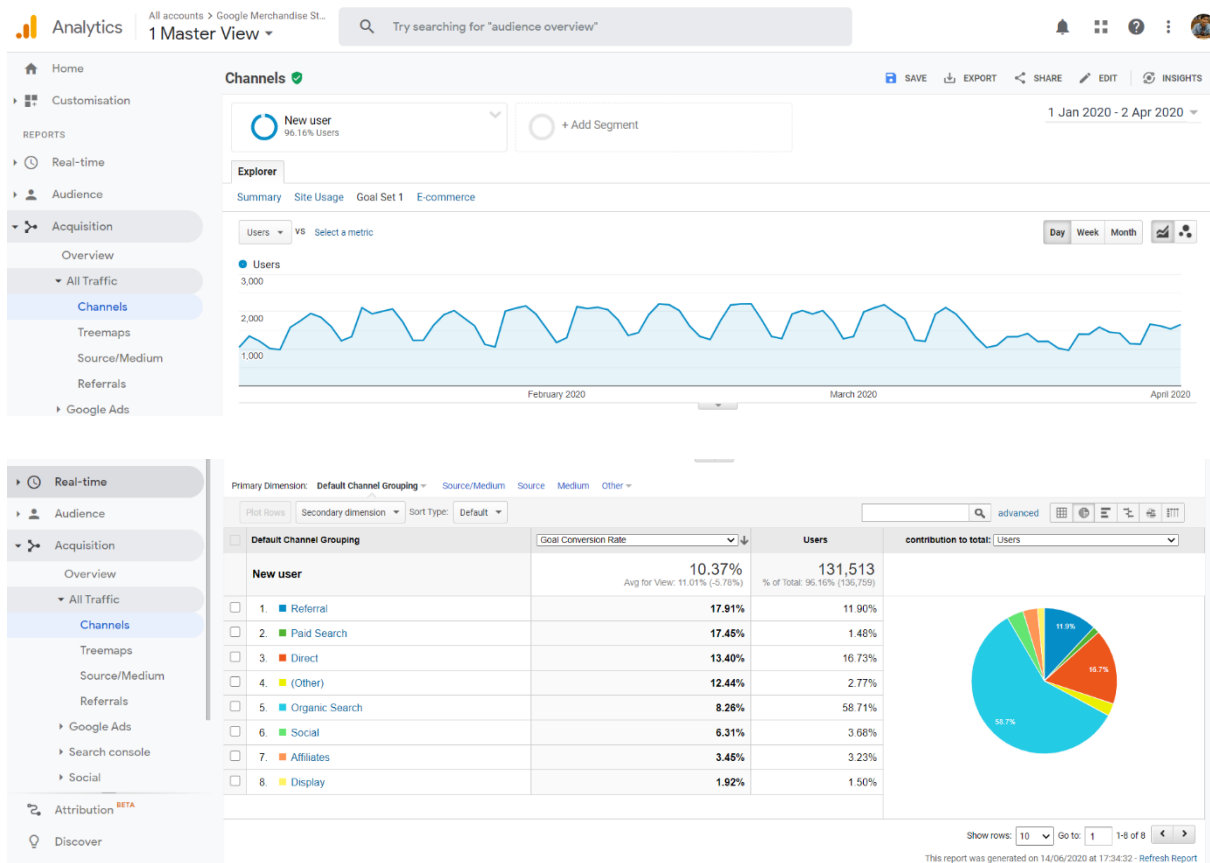 All accounts > Google Merchandise St...
Analytics
1 Master View
Try searching for "audience overview"
Home
Customisation
REPORTS
Real-time
Audience
Acquisition
Overview
All Traffic
Channels
Treemaps
Source/Medium
Referrals
Google Ads
Channels
SAVE EXPORT SHARE EDIT INSIGHTS
New user
96.16% Users
+ Add Segment
1 Jan 2020 - 2 Apr 2020
Explorer
Summary Site Usage Goal Set 1 E-commerce
Users VS Select a metric
Day Week Month
Users
3,000
2,000
1,000
February 2020 March 2020 April 2020
Real-time
Audience
Acquisition
Overview
All Traffic
Channels
Treemaps
Source/Medium
Referrals
Google Ads
Search console
Social
Attribution BETA
Discover
Primary Dimension: Default Channel Grouping Source/Medium Source Medium Other
Plot Rows Secondary dimension Sort Type: Default advanced
Default Channel Grouping Goal Conversion Rate Users contribution to total: Users
New user 10.37% 131,513
Avg for View: 11.01% (-5.78%) % of Total: 96.16% (136,759)
1. Referral 17.91% 11.90%
2. Paid Search 17.45% 1.48%
3. Direct 13.40% 16.73%
4. (Other) 12.44% 2.77%
5. Organic Search 8.26% 58.71%
6. Social 6.31% 3.68%
7. Affiliates 3.45% 3.23%
8. Display 1.92% 1.50%
11.9%
16.7%
58.7%
Show rows: 10 Go to: 1 1-8 of 8
This report was generated on 14/06/2020 at 17:34:32 - Refresh Report